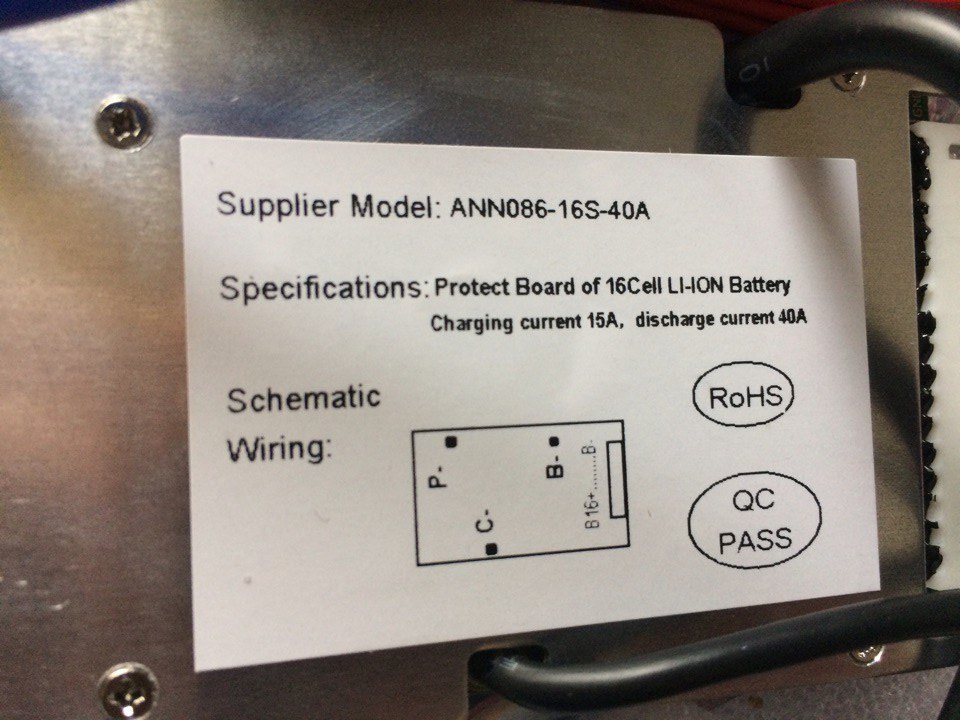 Supplier Model: ANN086-16S-40A
Specifications: Protect Board of 16Cell LI-ION Battery
Charging current 15A, discharge current 40A
Schematic
Wiring:
RoHS
P-
B-
B16+........B-
C-
QC
PASS